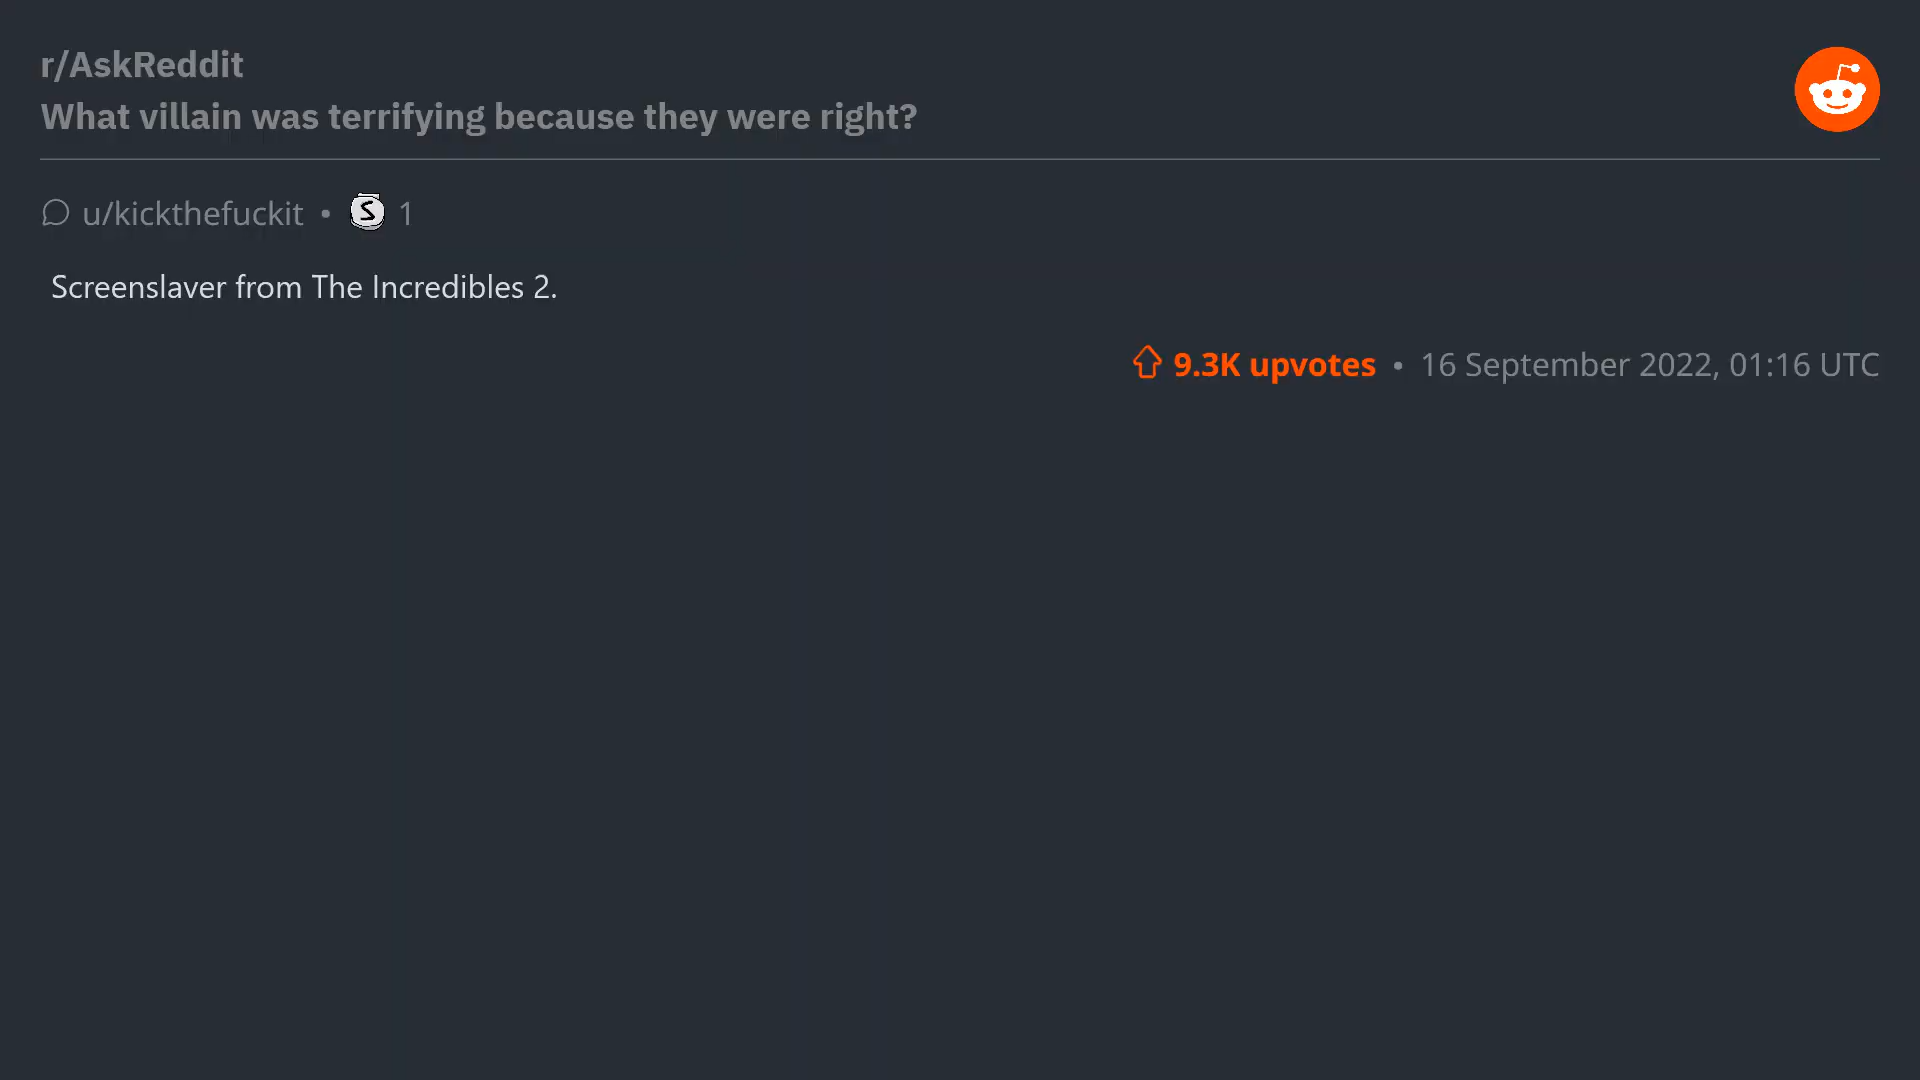 r/AskReddit
What villain was terrifying because they were right?
u/kickthefuckit • S 1
Screenslaver from The Incredibles 2.
9.3K upvotes • 16 September 2022, 01:16 UTC